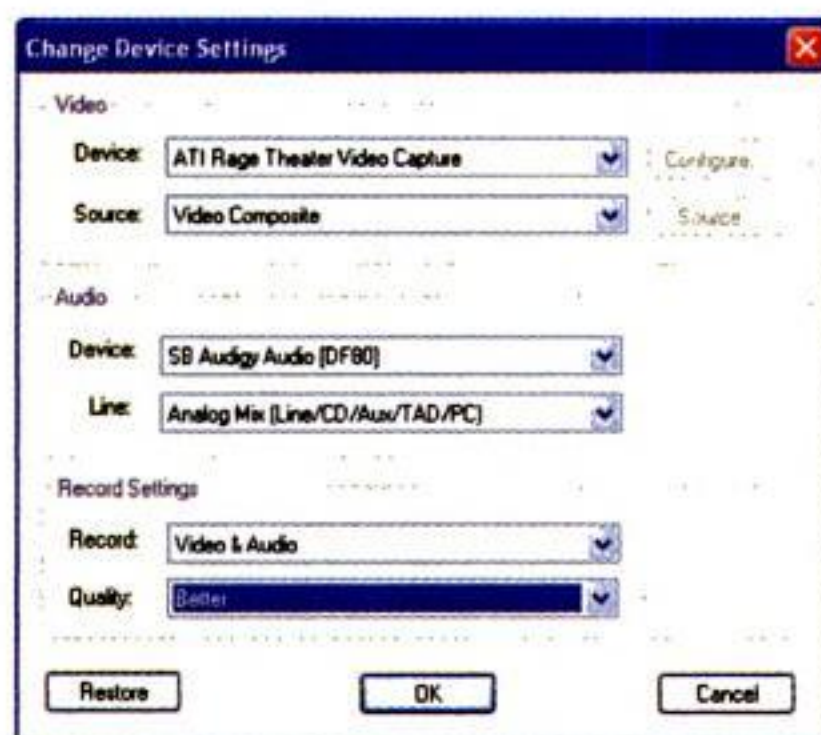 Change Device Settings
Video
Device: ATI Rage Theater Video Capture Configure.
Source: Video Composite Source
Audio
Device: SB Audigy Audio [DF80]
Line: Analog Mix (Line/CD/Aux/TAD/PC)
Record Settings
Record: Video & Audio
Quality: Better
Restore OK Cancel